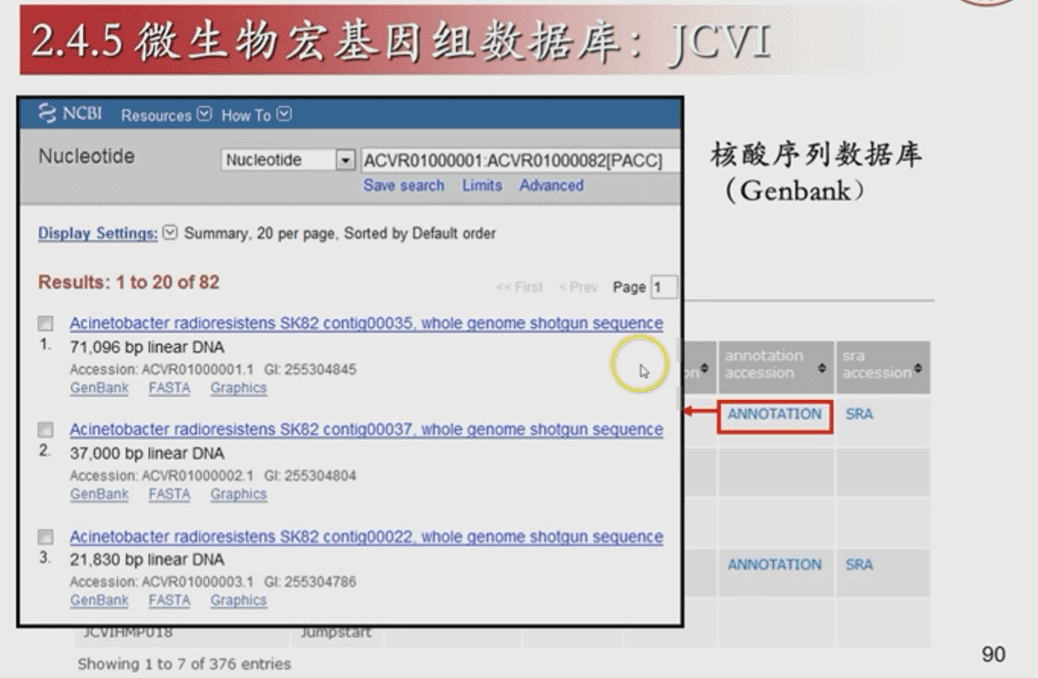 2.4.5 微生物宏基因组数据库：JCVI
NCBI Resources How To
Nucleotide
Nucleotide
ACVR01000001:ACVR01000082[PACC]
Save search Limits Advanced
Display Settings: Summary, 20 per page, Sorted by Default order
Results: 1 to 20 of 82
<< First < Prev Page 1
Acinetobacter radioresistens SK82 contig00035, whole genome shotgun sequence
1. 71,096 bp linear DNA
Accession: ACVR01000001.1 GI: 255304845
GenBank FASTA Graphics
Acinetobacter radioresistens SK82 contig00037, whole genome shotgun sequence
2. 37,000 bp linear DNA
Accession: ACVR01000002.1 GI: 255304804
GenBank FASTA Graphics
Acinetobacter radioresistens SK82 contig00022, whole genome shotgun sequence
3. 21,830 bp linear DNA
Accession: ACVR01000003.1 GI: 255304786
GenBank FASTA Graphics
核酸序列数据库
（Genbank）
annotation accession
sra accession
ANNOTATION SRA
ANNOTATION SRA
JCVIHMP018 Jumpstart
Showing 1 to 7 of 376 entries
90